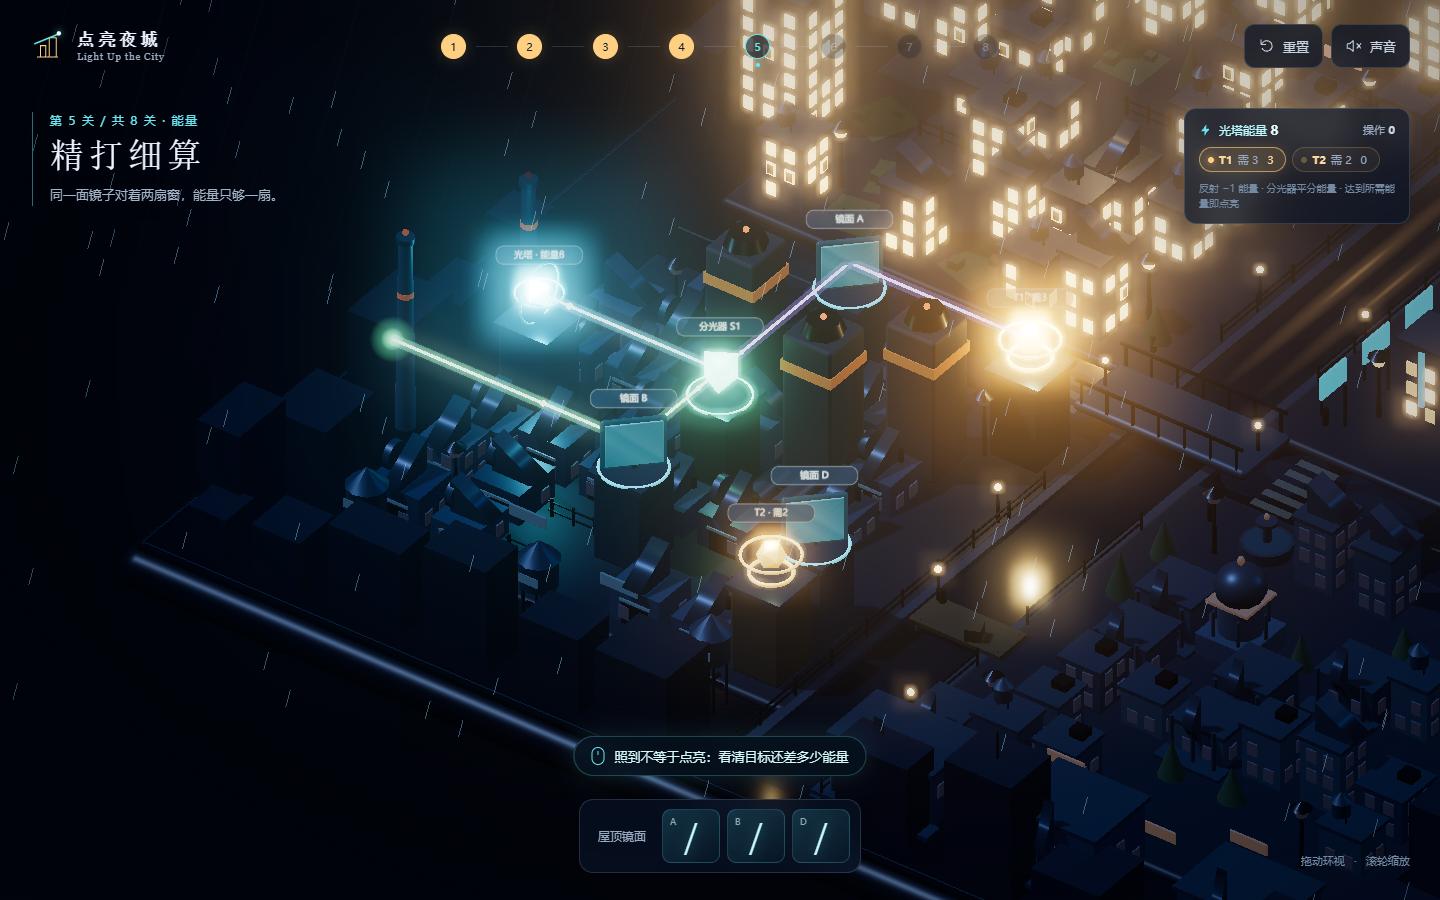 点亮夜城
Light Up the City
1 2 3 4 5 6 7 8
重置
声音
第 5 关 / 共 8 关 · 能量
精打细算
同一面镜子对着两扇窗，能量只够一扇。
光塔能量 8
操作 0
T1 需 3 3
T2 需 2 0
反射 −1 能量 · 分光器平分能量 · 达到所需能
量即点亮
镜面 A
光塔 · 能量8
T1 · 需3
分光器 S1
镜面 B
镜面 D
T2 · 需2
照到不等于点亮：看清目标还差多少能量
屋顶镜面
A
B
D
拖动环视 · 滚轮缩放